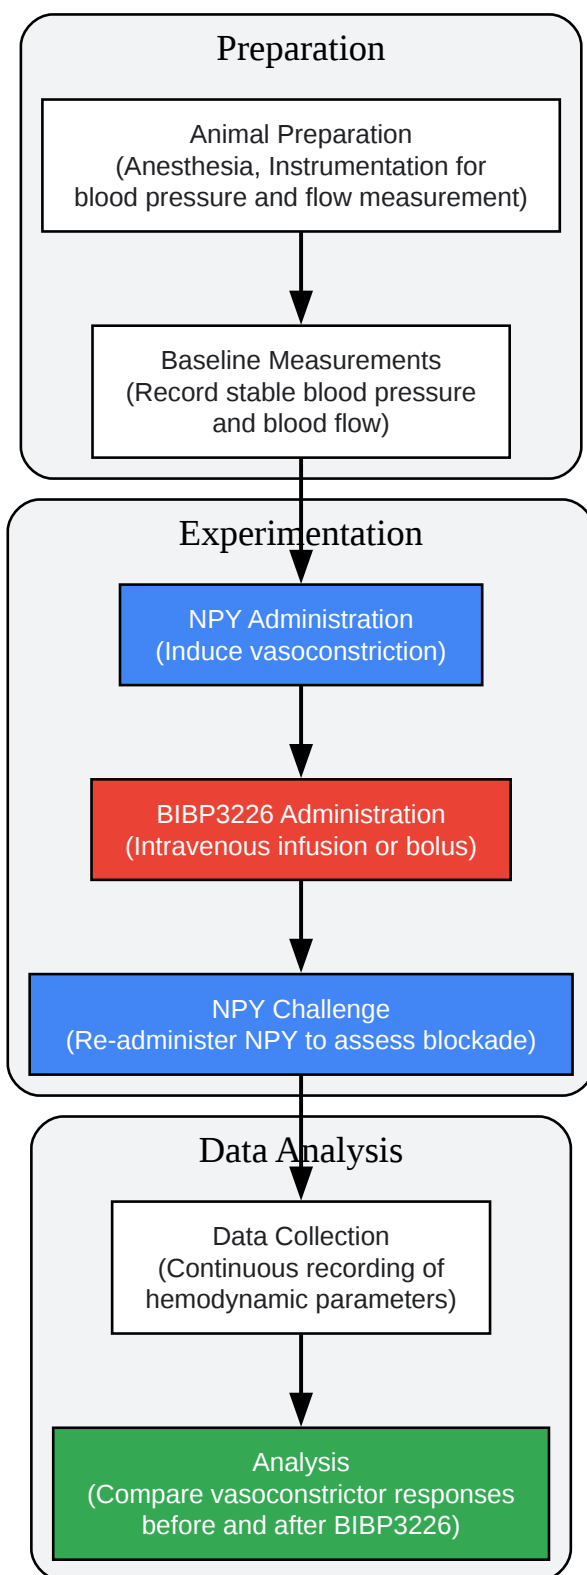 Preparation
Animal Preparation
(Anesthesia, Instrumentation for
blood pressure and flow measurement)
Baseline Measurements
(Record stable blood pressure
and blood flow)
Experimentation
NPY Administration
(Induce vasoconstriction)
BIBP3226 Administration
(Intravenous infusion or bolus)
NPY Challenge
(Re-administer NPY to assess blockade)
Data Analysis
Data Collection
(Continuous recording of
hemodynamic parameters)
Analysis
(Compare vasoconstrictor responses
before and after BIBP3226)